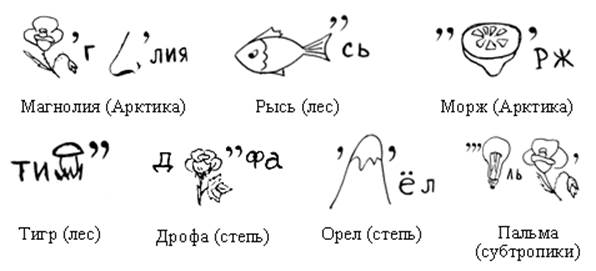 ’г ’лия
”сь
” ’рж
Магнолия (Арктика)
Рысь (лес)
Морж (Арктика)
ти ”
д ”фа
’ ’ёл
”’ ль ’
Тигр (лес)
Дрофа (степь)
Орел (степь)
Пальма
(субтропики)